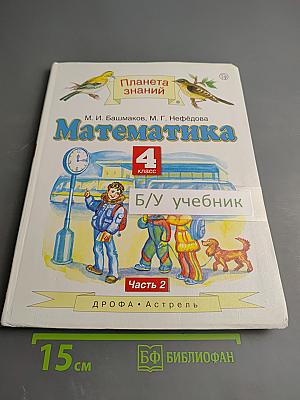 Планета
знаний
М. И. Башмаков, М. Г. Нефёдова
Математика
4
класс
Б/У учебник
Часть 2
ДРОФА • Астрель
15 см
БФ БИБЛИОФАН